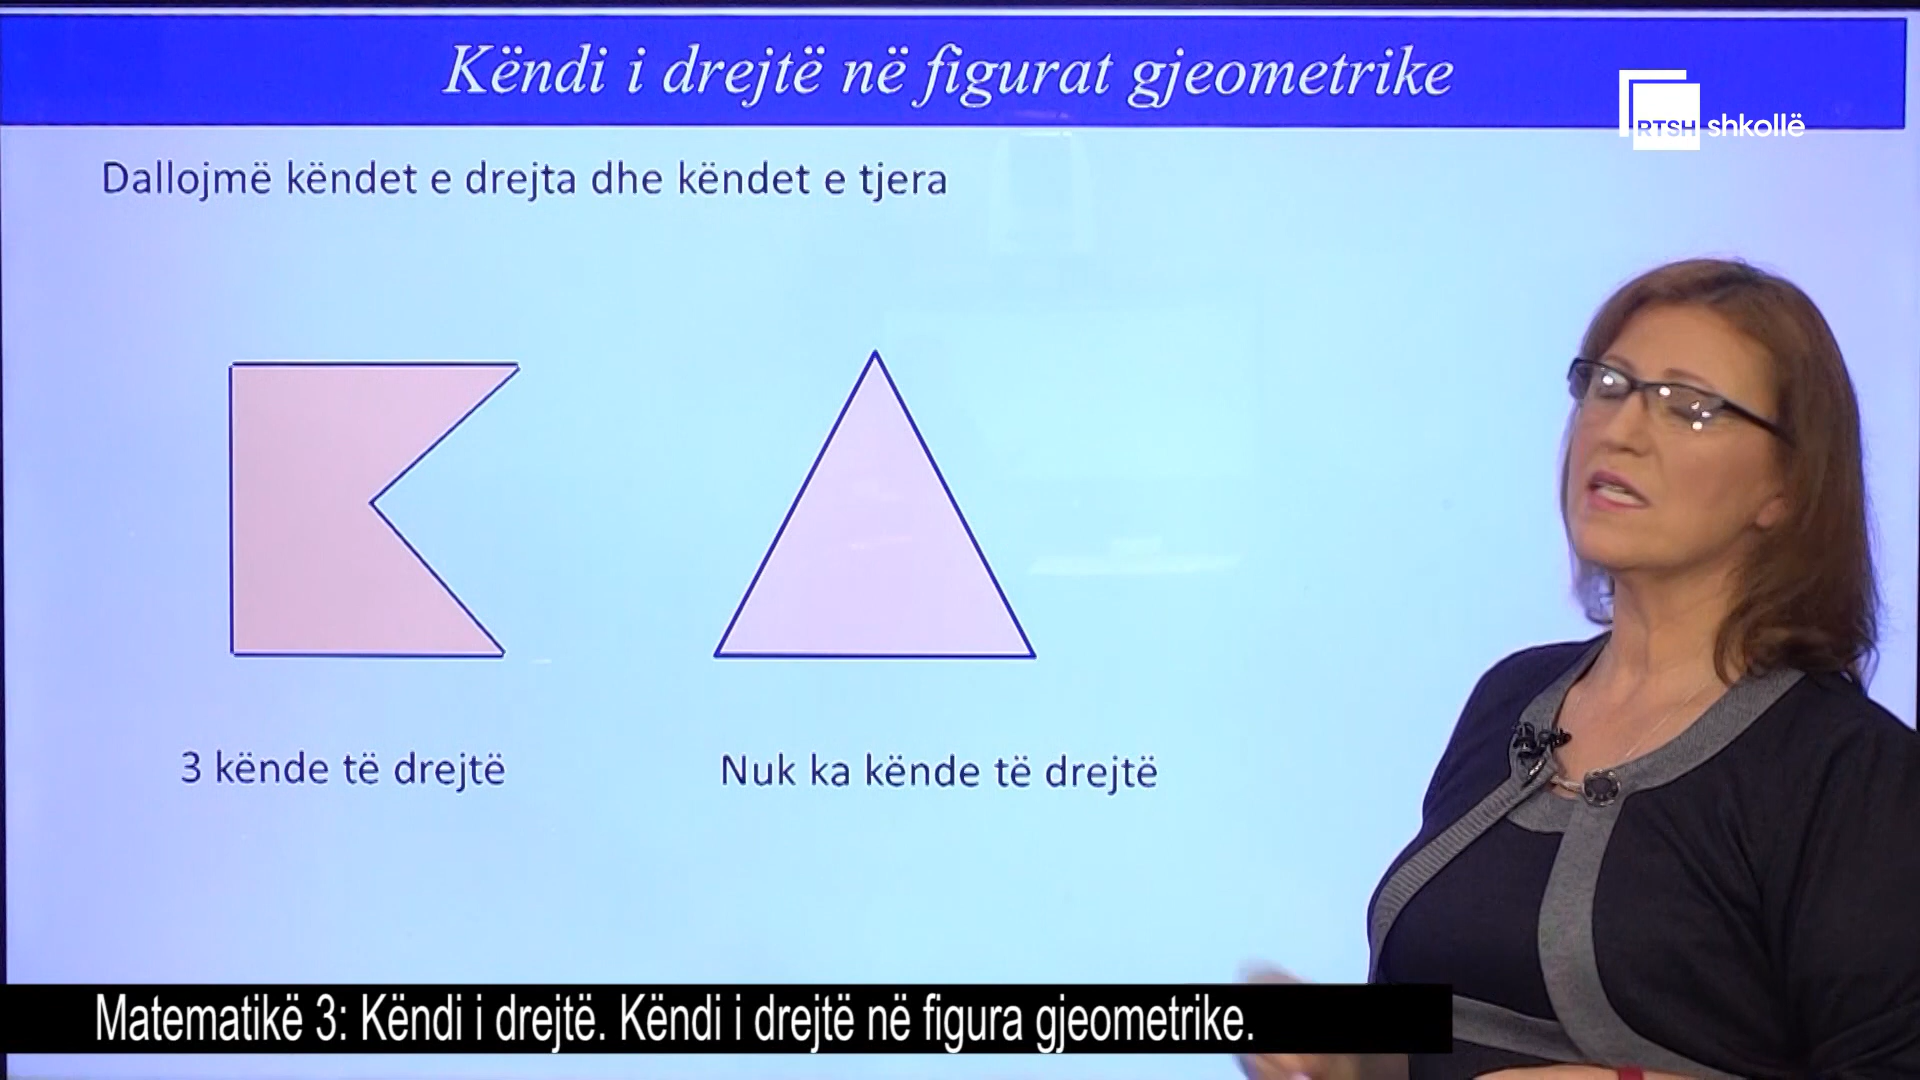 Këndi i drejtë në figurat gjeometrike
RTSH shkollë
Dallojmë këndet e drejta dhe këndet e tjera
3 kënde të drejtë
Nuk ka kënde të drejtë
Matematikë 3: Këndi i drejtë. Këndi i drejtë në figura gjeometrike.